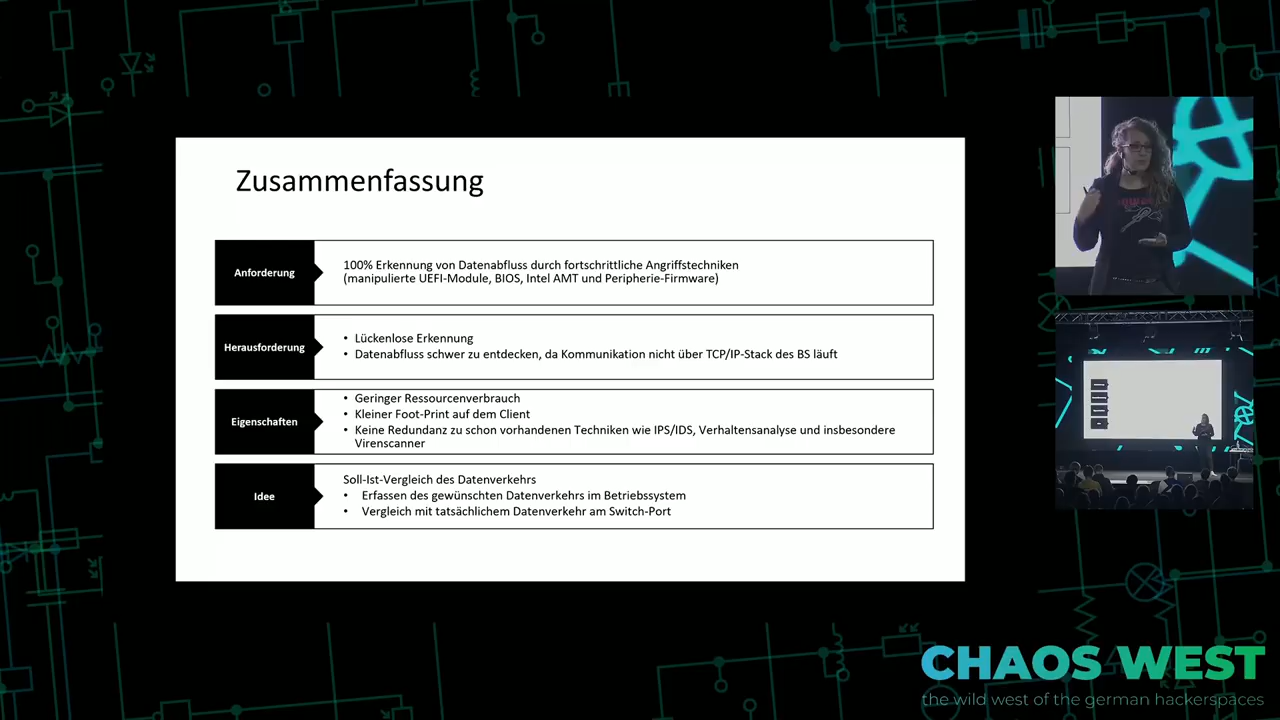 Zusammenfassung
Anforderung
100% Erkennung von Datenabfluss durch fortschrittliche Angriffstechniken
(manipulierte UEFI-Module, BIOS, Intel AMT und Peripherie-Firmware)
Herausforderung
• Lückenlose Erkennung
• Datenabfluss schwer zu entdecken, da Kommunikation nicht über TCP/IP-Stack des BS läuft
Eigenschaften
• Geringer Ressourcenverbrauch
• Kleiner Foot-Print auf dem Client
• Keine Redundanz zu schon vorhandenen Techniken wie IPS/IDS, Verhaltensanalyse und insbesondere
Virenscanner
Idee
Soll-Ist-Vergleich des Datenverkehrs
• Erfassen des gewünschten Datenverkehrs im Betriebssystem
• Vergleich mit tatsächlichem Datenverkehr am Switch-Port
CHAOS WEST
the wild west of the german hackerspaces